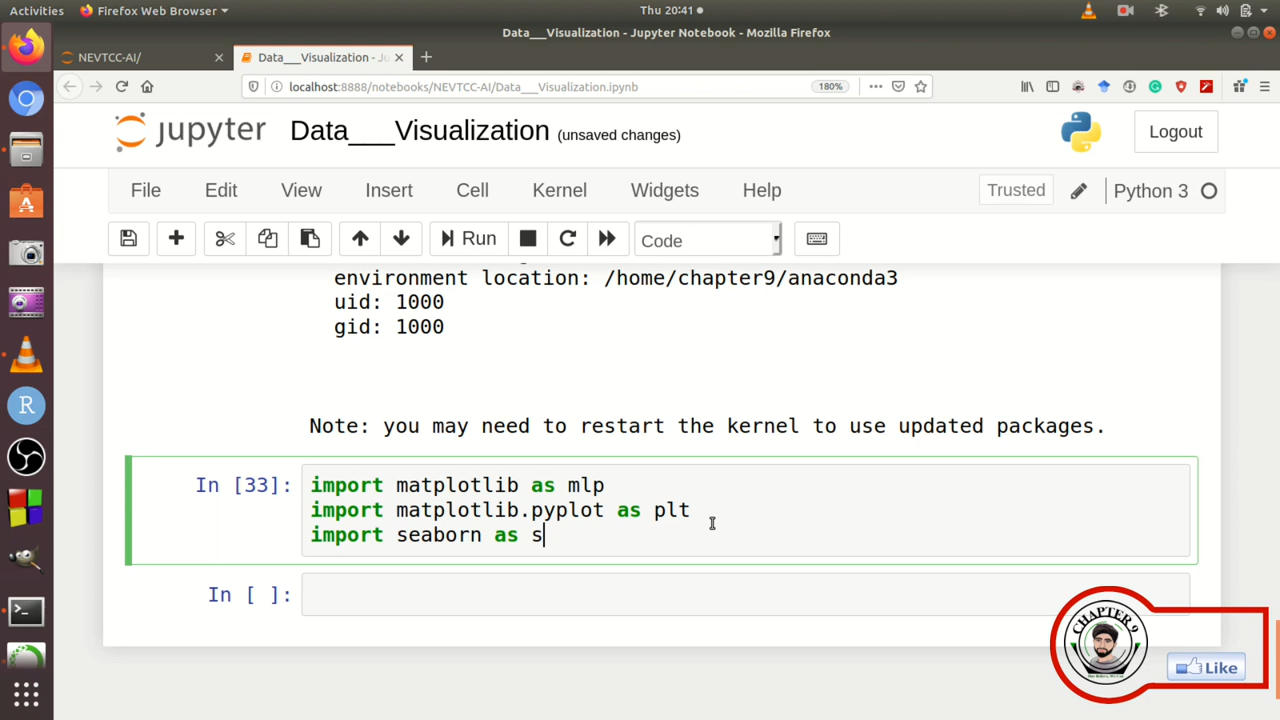 Activities
Firefox Web Browser
Thu 20:41
Data___Visualization - Jupyter Notebook - Mozilla Firefox
NEVTCC-AI/
Data___Visualization - Ju
localhost:8888/notebooks/NEVTCC-AI/Data___Visualization.ipynb
180%
jupyter
Data___Visualization (unsaved changes)
Logout
File Edit View Insert Cell Kernel Widgets Help
Trusted
Python 3
Run
Code
environment location: /home/chapter9/anaconda3
uid: 1000
gid: 1000
Note: you may need to restart the kernel to use updated packages.
In [33]:
import matplotlib as mlp
import matplotlib.pyplot as plt
import seaborn as s
In [ ]:
CHAPTER 9
Like